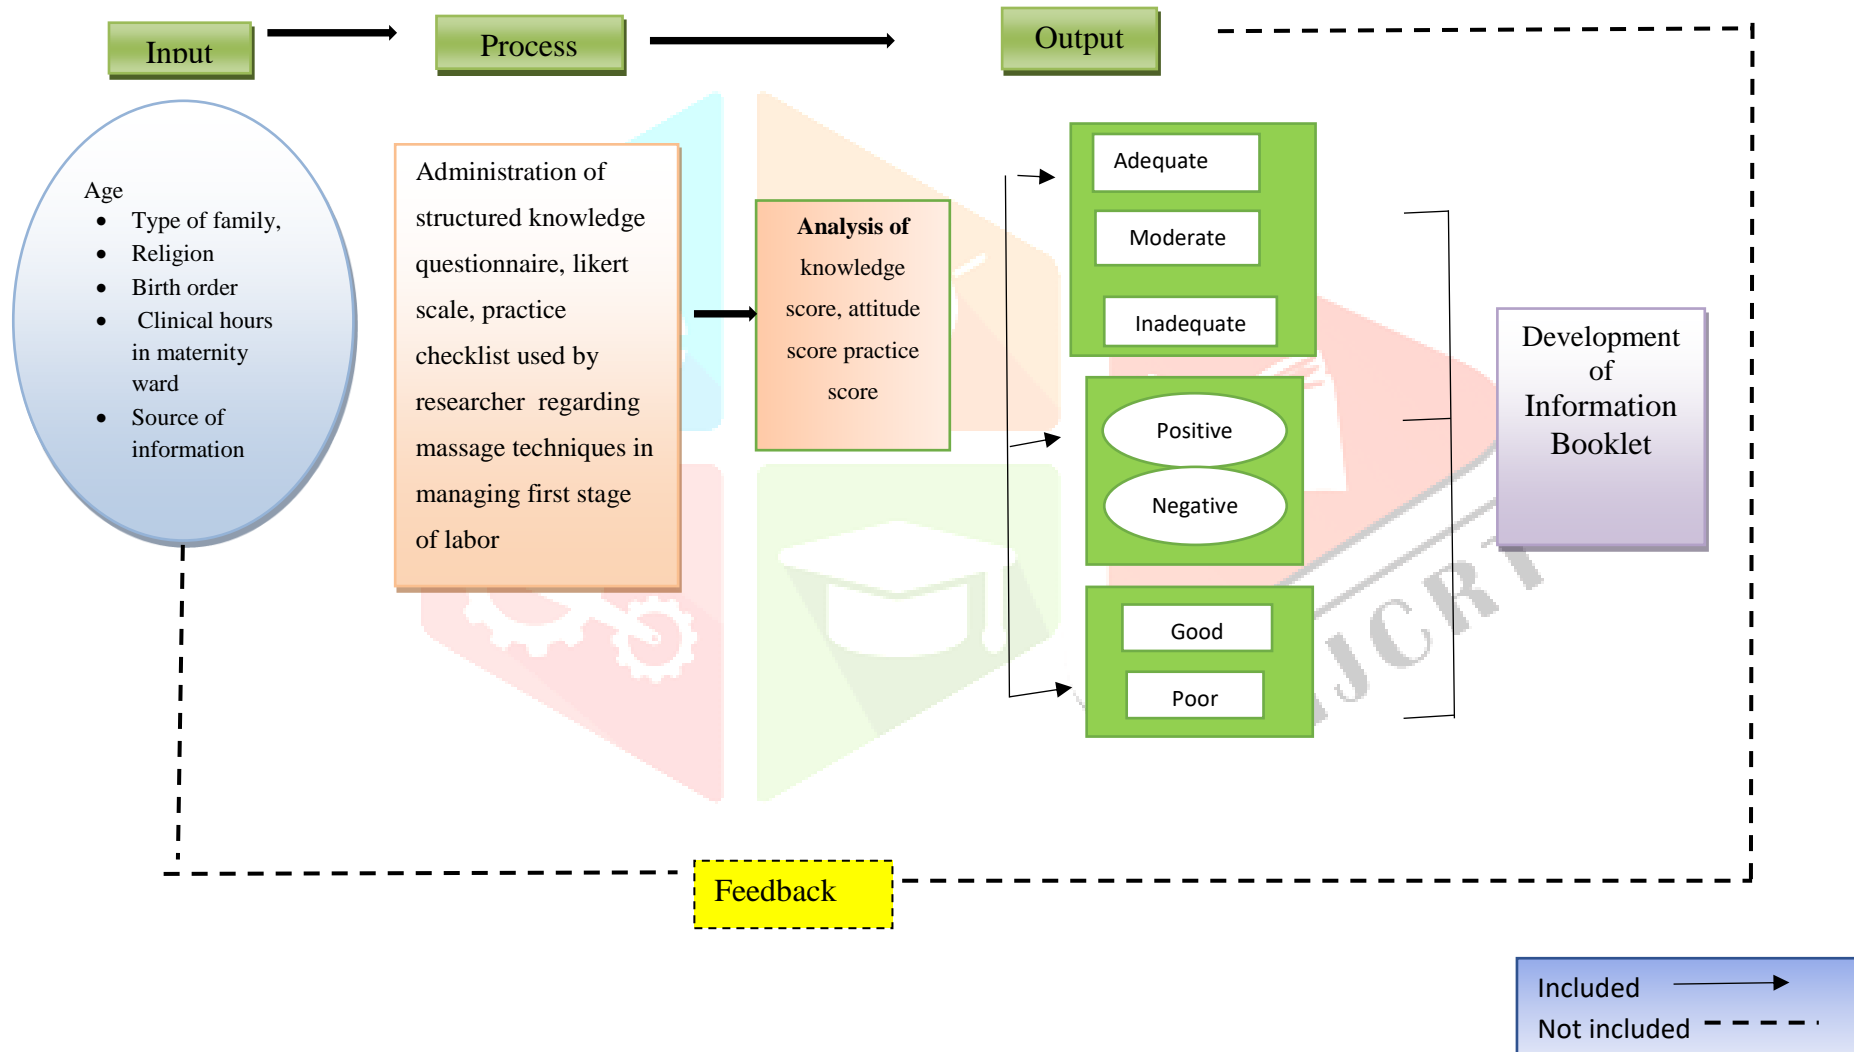 Input
Process
Output
Age
• Type of family,
• Religion
• Birth order
• Clinical hours
in maternity
ward
• Source of
information
Administration of
structured knowledge
questionnaire, likert
scale, practice
checklist used by
researcher regarding
massage techniques in
managing first stage
of labor
Analysis of
knowledge
score, attitude
score practice
score
Adequate
Moderate
Inadequate
Positive
Negative
Good
Poor
Development
of
Information
Booklet
IJCRT
Feedback
Included
Not included